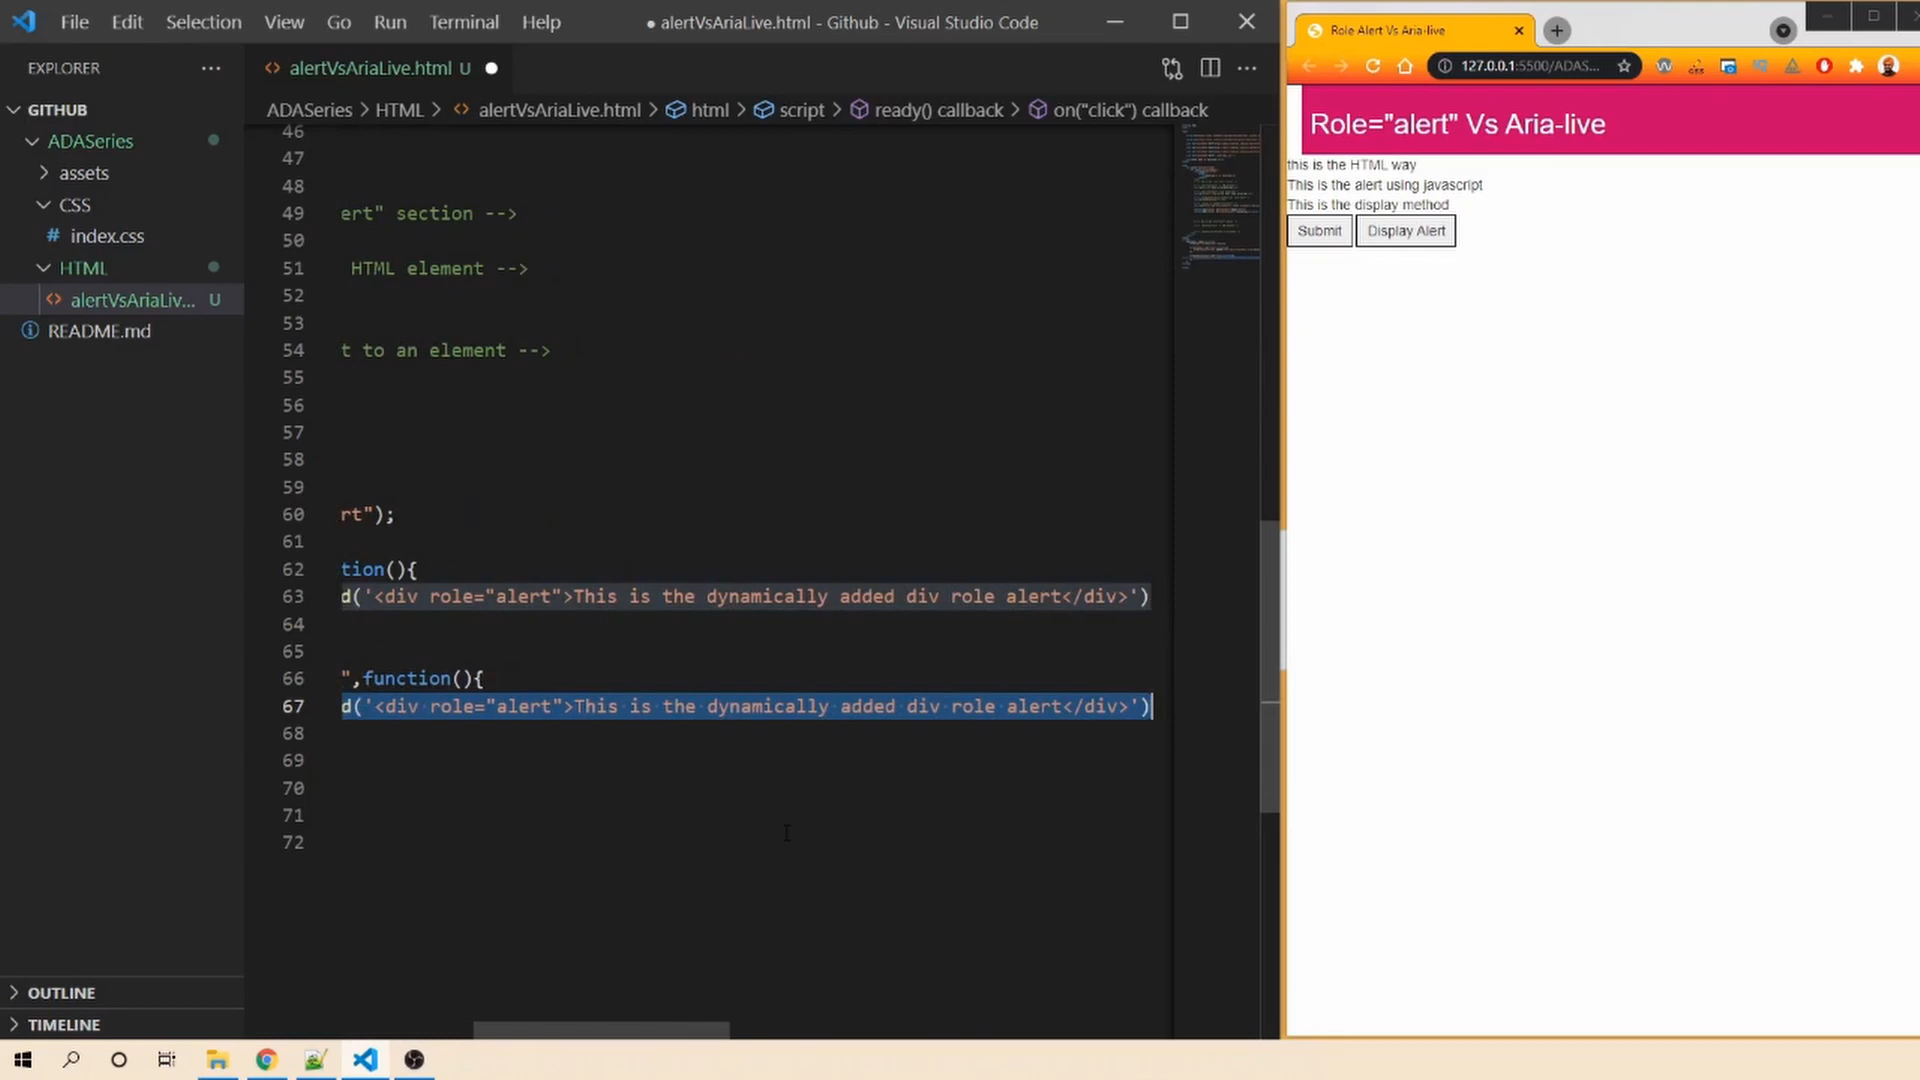 File Edit Selection View Go Run Terminal Help
alertVsAriaLive.html - Github - Visual Studio Code
EXPLORER
GITHUB
ADASeries
assets
CSS
# index.css
HTML
alertVsAriaLiv... U
README.md
OUTLINE
TIMELINE
alertVsAriaLive.html U
ADASeries > HTML > alertVsAriaLive.html > html > script > ready() callback > on("click") callback
46
47
48
49 ert" section -->
50
51 HTML element -->
52
53
54 t to an element -->
55
56
57
58
59
60 rt");
61
62 tion(){
63 d('<div role="alert">This is the dynamically added div role alert</div>')
64
65
66 ",function(){
67 d('<div role="alert">This is the dynamically added div role alert</div>')
68
69
70
71
72
Role Alert Vs Aria-live
127.0.0.1:5500/ADAS...
Role="alert" Vs Aria-live
this is the HTML way
This is the alert using javascript
This is the display method
Submit Display Alert